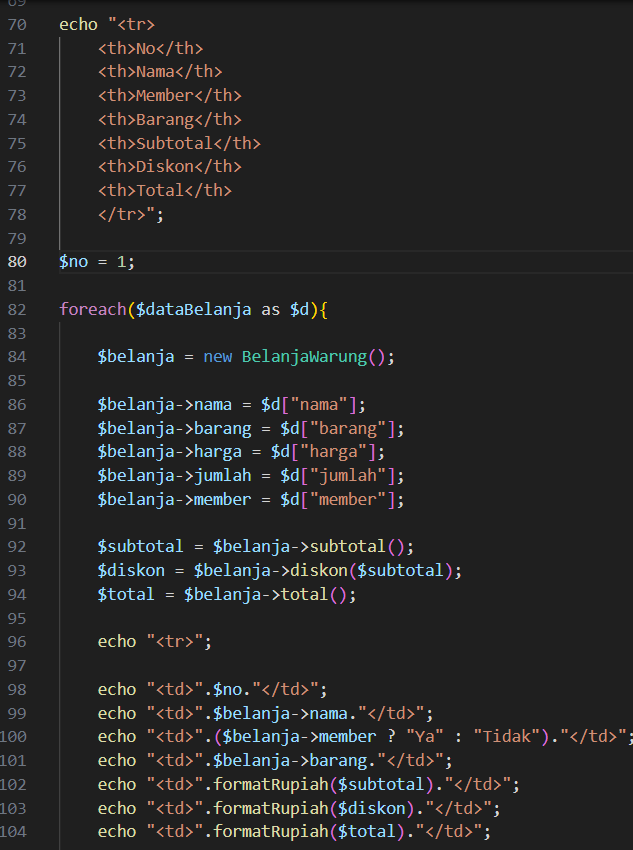 69
70 echo "<tr>
71 <th>No</th>
72 <th>Nama</th>
73 <th>Member</th>
74 <th>Barang</th>
75 <th>Subtotal</th>
76 <th>Diskon</th>
77 <th>Total</th>
78 </tr>";
79
80 $no = 1;
81
82 foreach($dataBelanja as $d){
83
84 $belanja = new BelanjaWarung();
85
86 $belanja->nama = $d["nama"];
87 $belanja->barang = $d["barang"];
88 $belanja->harga = $d["harga"];
89 $belanja->jumlah = $d["jumlah"];
90 $belanja->member = $d["member"];
91
92 $subtotal = $belanja->subtotal();
93 $diskon = $belanja->diskon($subtotal);
94 $total = $belanja->total();
95
96 echo "<tr>";
97
98 echo "<td>".$no."</td>";
99 echo "<td>".$belanja->nama."</td>";
100 echo "<td>".($belanja->member ? "Ya" : "Tidak")."</td>";
101 echo "<td>".$belanja->barang."</td>";
102 echo "<td>".formatRupiah($subtotal)."</td>";
103 echo "<td>".formatRupiah($diskon)."</td>";
104 echo "<td>".formatRupiah($total)."</td>";